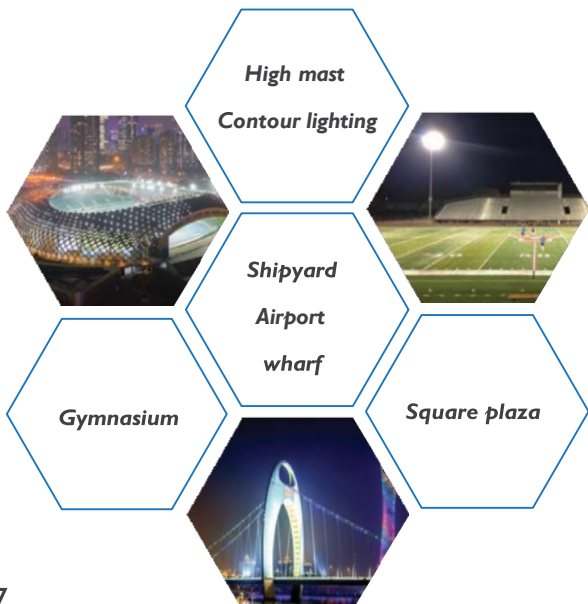 High mast
Contour lighting
Shipyard
Airport
wharf
Gymnasium
Square plaza
7